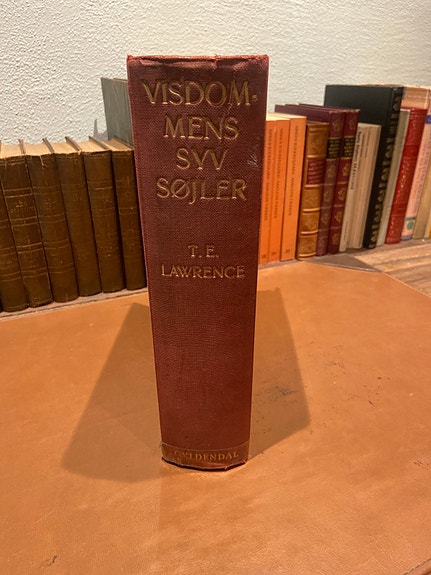 VISDOM-
MENS
SYV
SØJLER
T. E.
LAWRENCE
GYLDENDAL